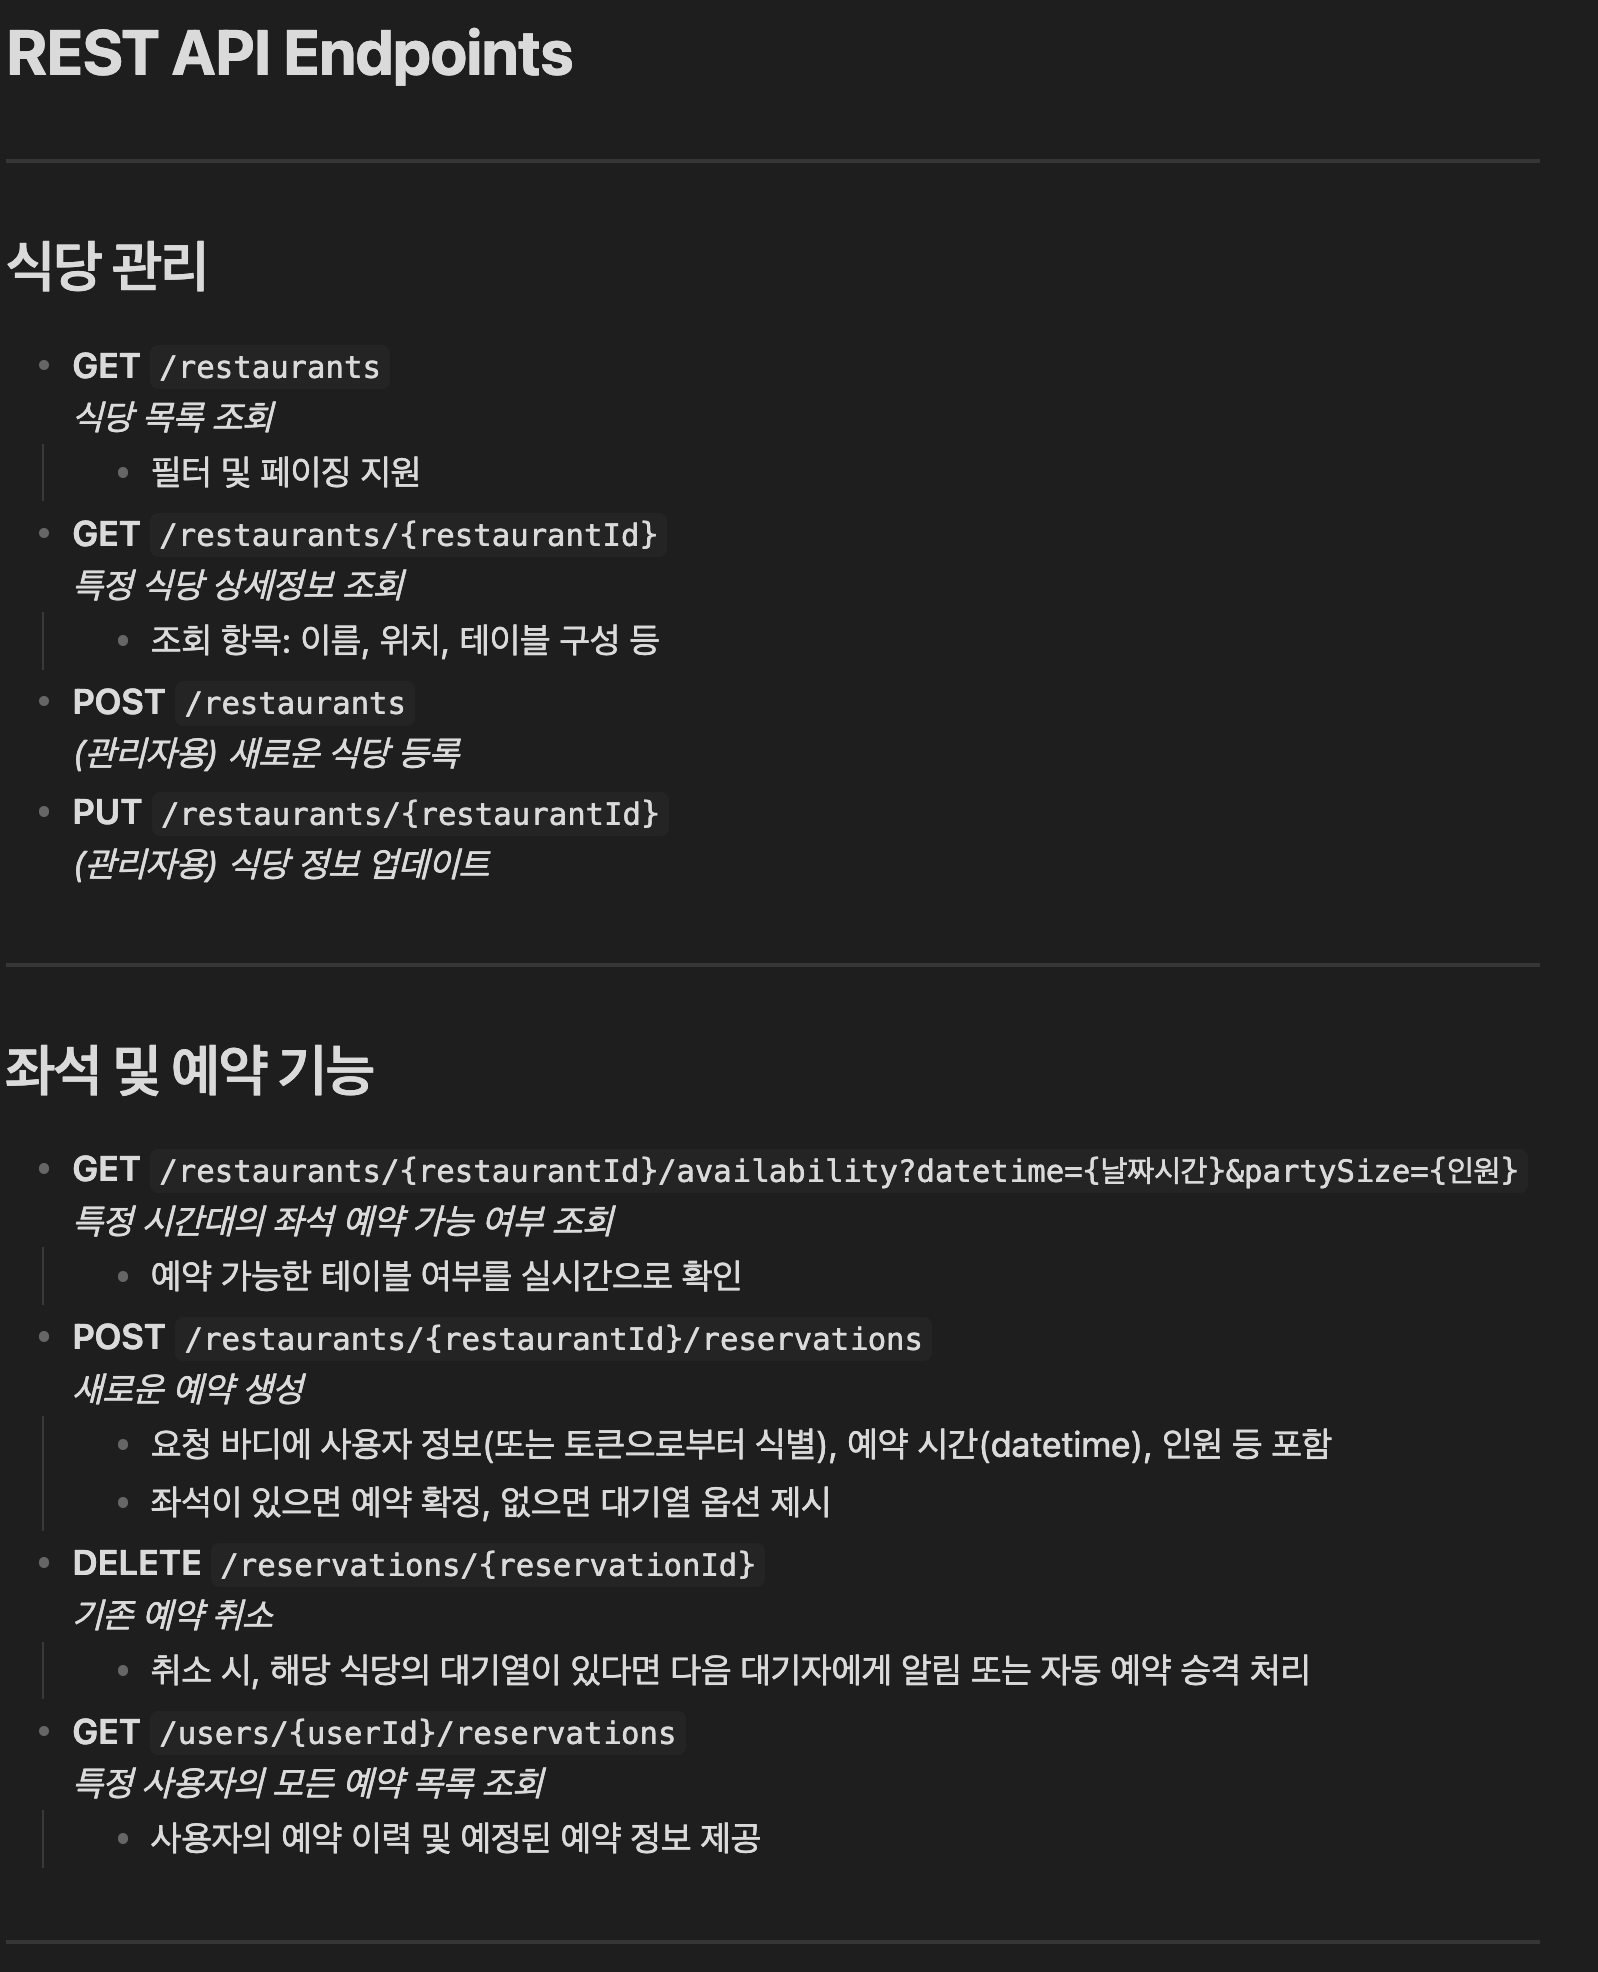 REST API Endpoints
식당 관리
GET /restaurants
식당 목록 조회
필터 및 페이징 지원
GET /restaurants/{restaurantId}
특정 식당 상세정보 조회
조회 항목: 이름, 위치, 테이블 구성 등
POST /restaurants
(관리자용) 새로운 식당 등록
PUT /restaurants/{restaurantId}
(관리자용) 식당 정보 업데이트
좌석 및 예약 기능
GET /restaurants/{restaurantId}/availability?datetime={날짜시간}&partySize={인원}
특정 시간대의 좌석 예약 가능 여부 조회
예약 가능한 테이블 여부를 실시간으로 확인
POST /restaurants/{restaurantId}/reservations
새로운 예약 생성
요청 바디에 사용자 정보(또는 토큰으로부터 식별), 예약 시간(datetime), 인원 등 포함
좌석이 있으면 예약 확정, 없으면 대기열 옵션 제시
DELETE /reservations/{reservationId}
기존 예약 취소
취소 시, 해당 식당의 대기열이 있다면 다음 대기자에게 알림 또는 자동 예약 승격 처리
GET /users/{userId}/reservations
특정 사용자의 모든 예약 목록 조회
사용자의 예약 이력 및 예정된 예약 정보 제공